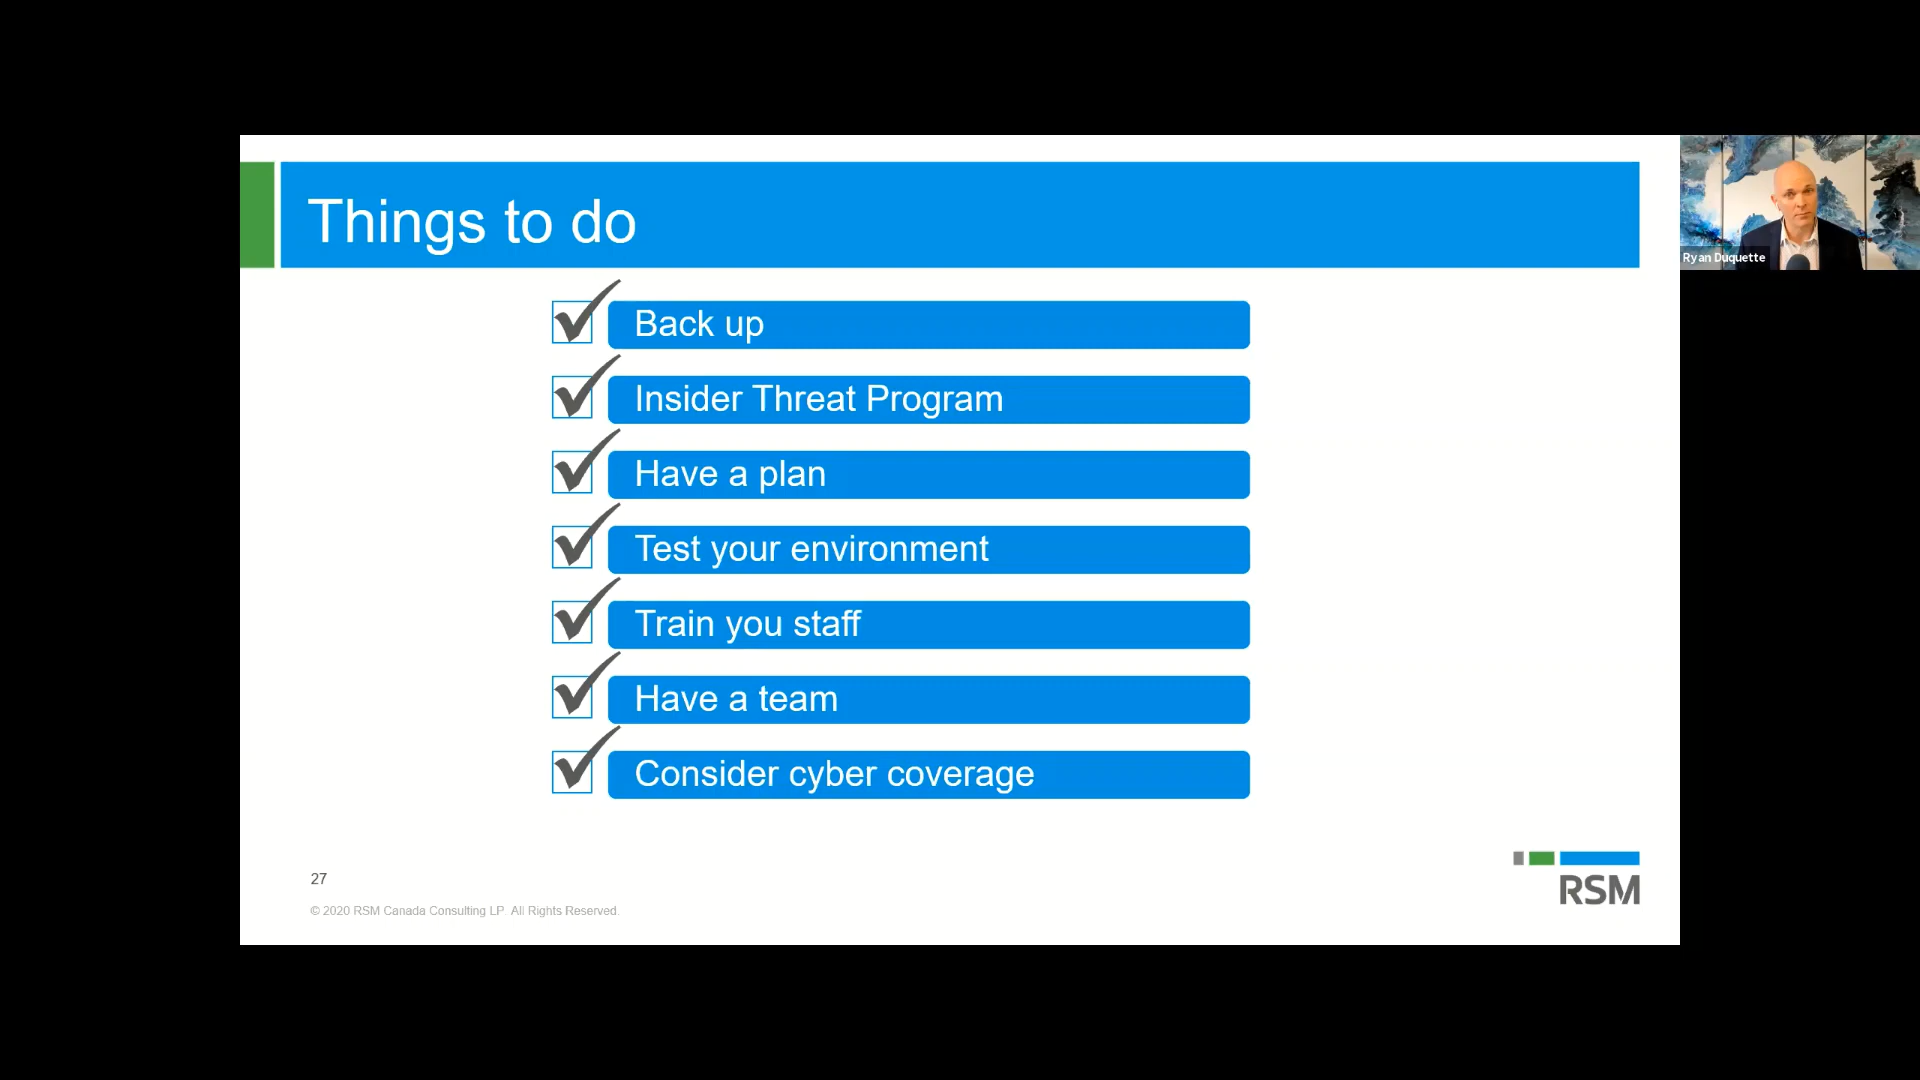 Things to do
Ryan Duquette
Back up
Insider Threat Program
Have a plan
Test your environment
Train you staff
Have a team
Consider cyber coverage
27
© 2020 RSM Canada Consulting LP. All Rights Reserved.
RSM